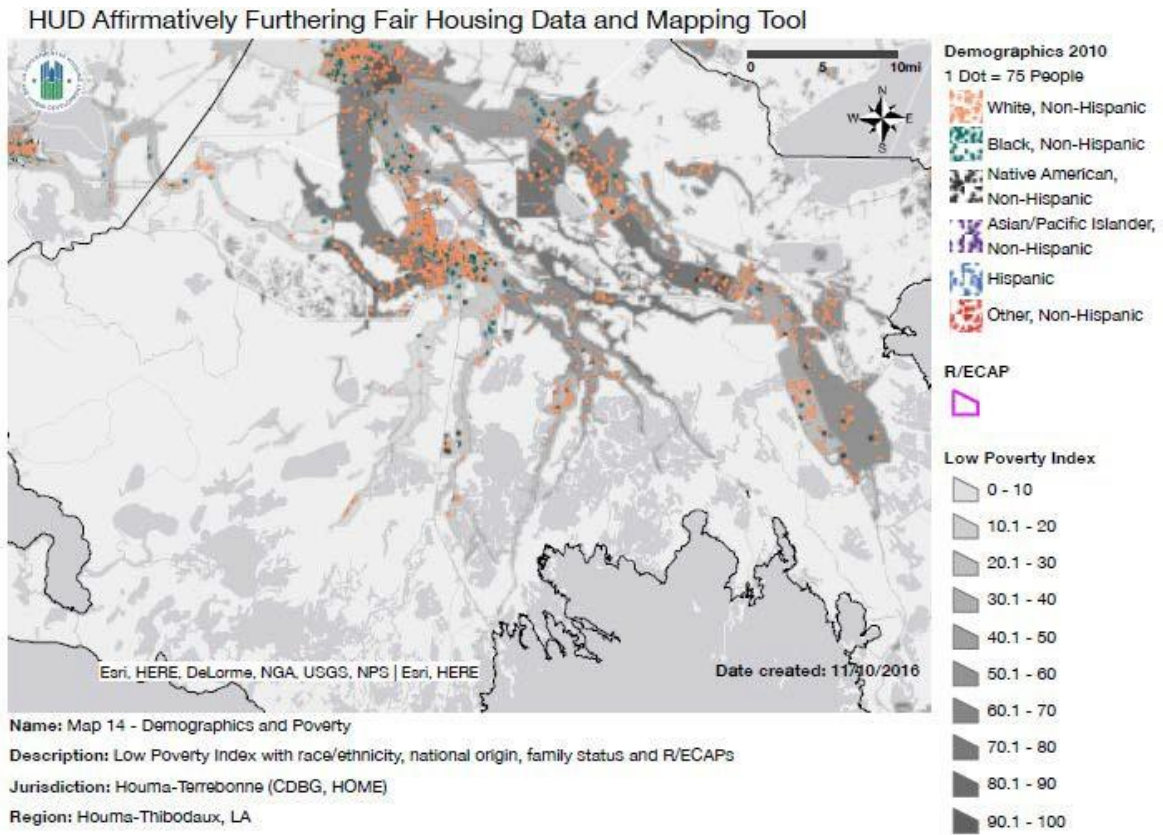 HUD Affirmatively Furthering Fair Housing Data and Mapping Tool
0 5 10mi
N
W E
S
Esri, HERE, DeLorme, NGA, USGS, NPS | Esri, HERE
Date created: 11/10/2016
Demographics 2010
1 Dot = 75 People
White, Non-Hispanic
Black, Non-Hispanic
Native American,
Non-Hispanic
Asian/Pacific Islander,
Non-Hispanic
Hispanic
Other, Non-Hispanic
R/ECAP
Low Poverty Index
0 - 10
10.1 - 20
20.1 - 30
30.1 - 40
40.1 - 50
50.1 - 60
60.1 - 70
70.1 - 80
80.1 - 90
90.1 - 100
Name: Map 14 - Demographics and Poverty
Description: Low Poverty Index with race/ethnicity, national origin, family status and R/ECAPs
Jurisdiction: Houma-Terrebonne (CDBG, HOME)
Region: Houma-Thibodaux, LA